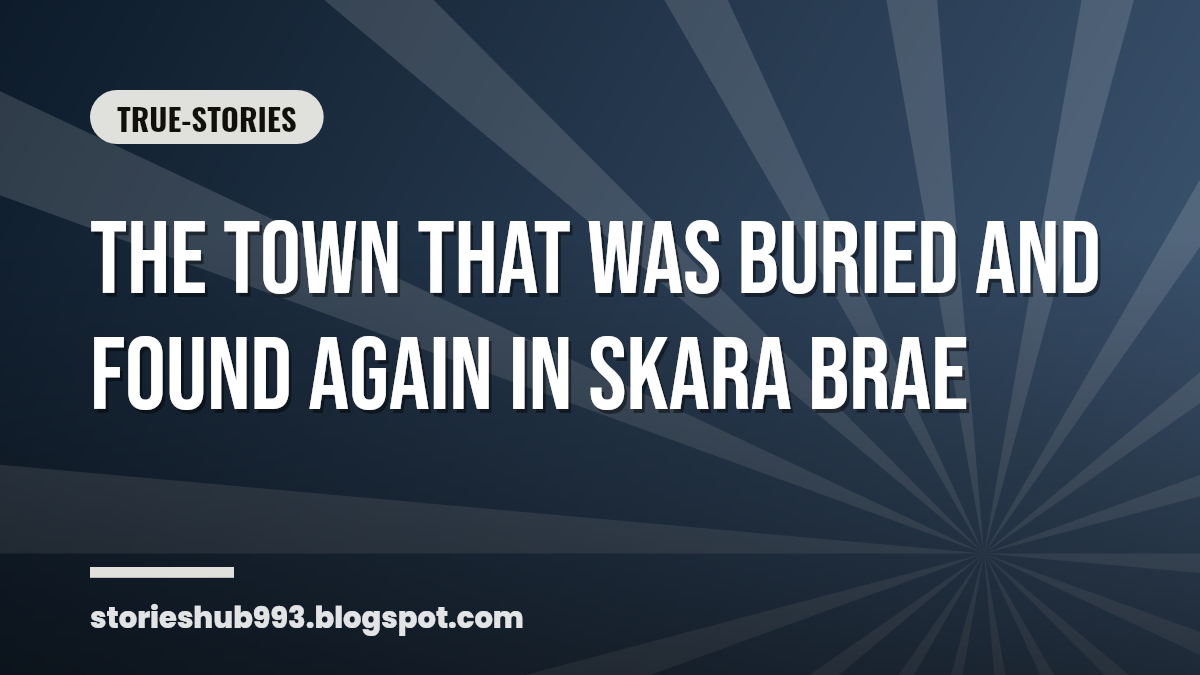 TRUE-STORIES
THE TOWN THAT WAS BURIED AND
FOUND AGAIN IN SKARA BRAE
storieshub993.blogspot.com